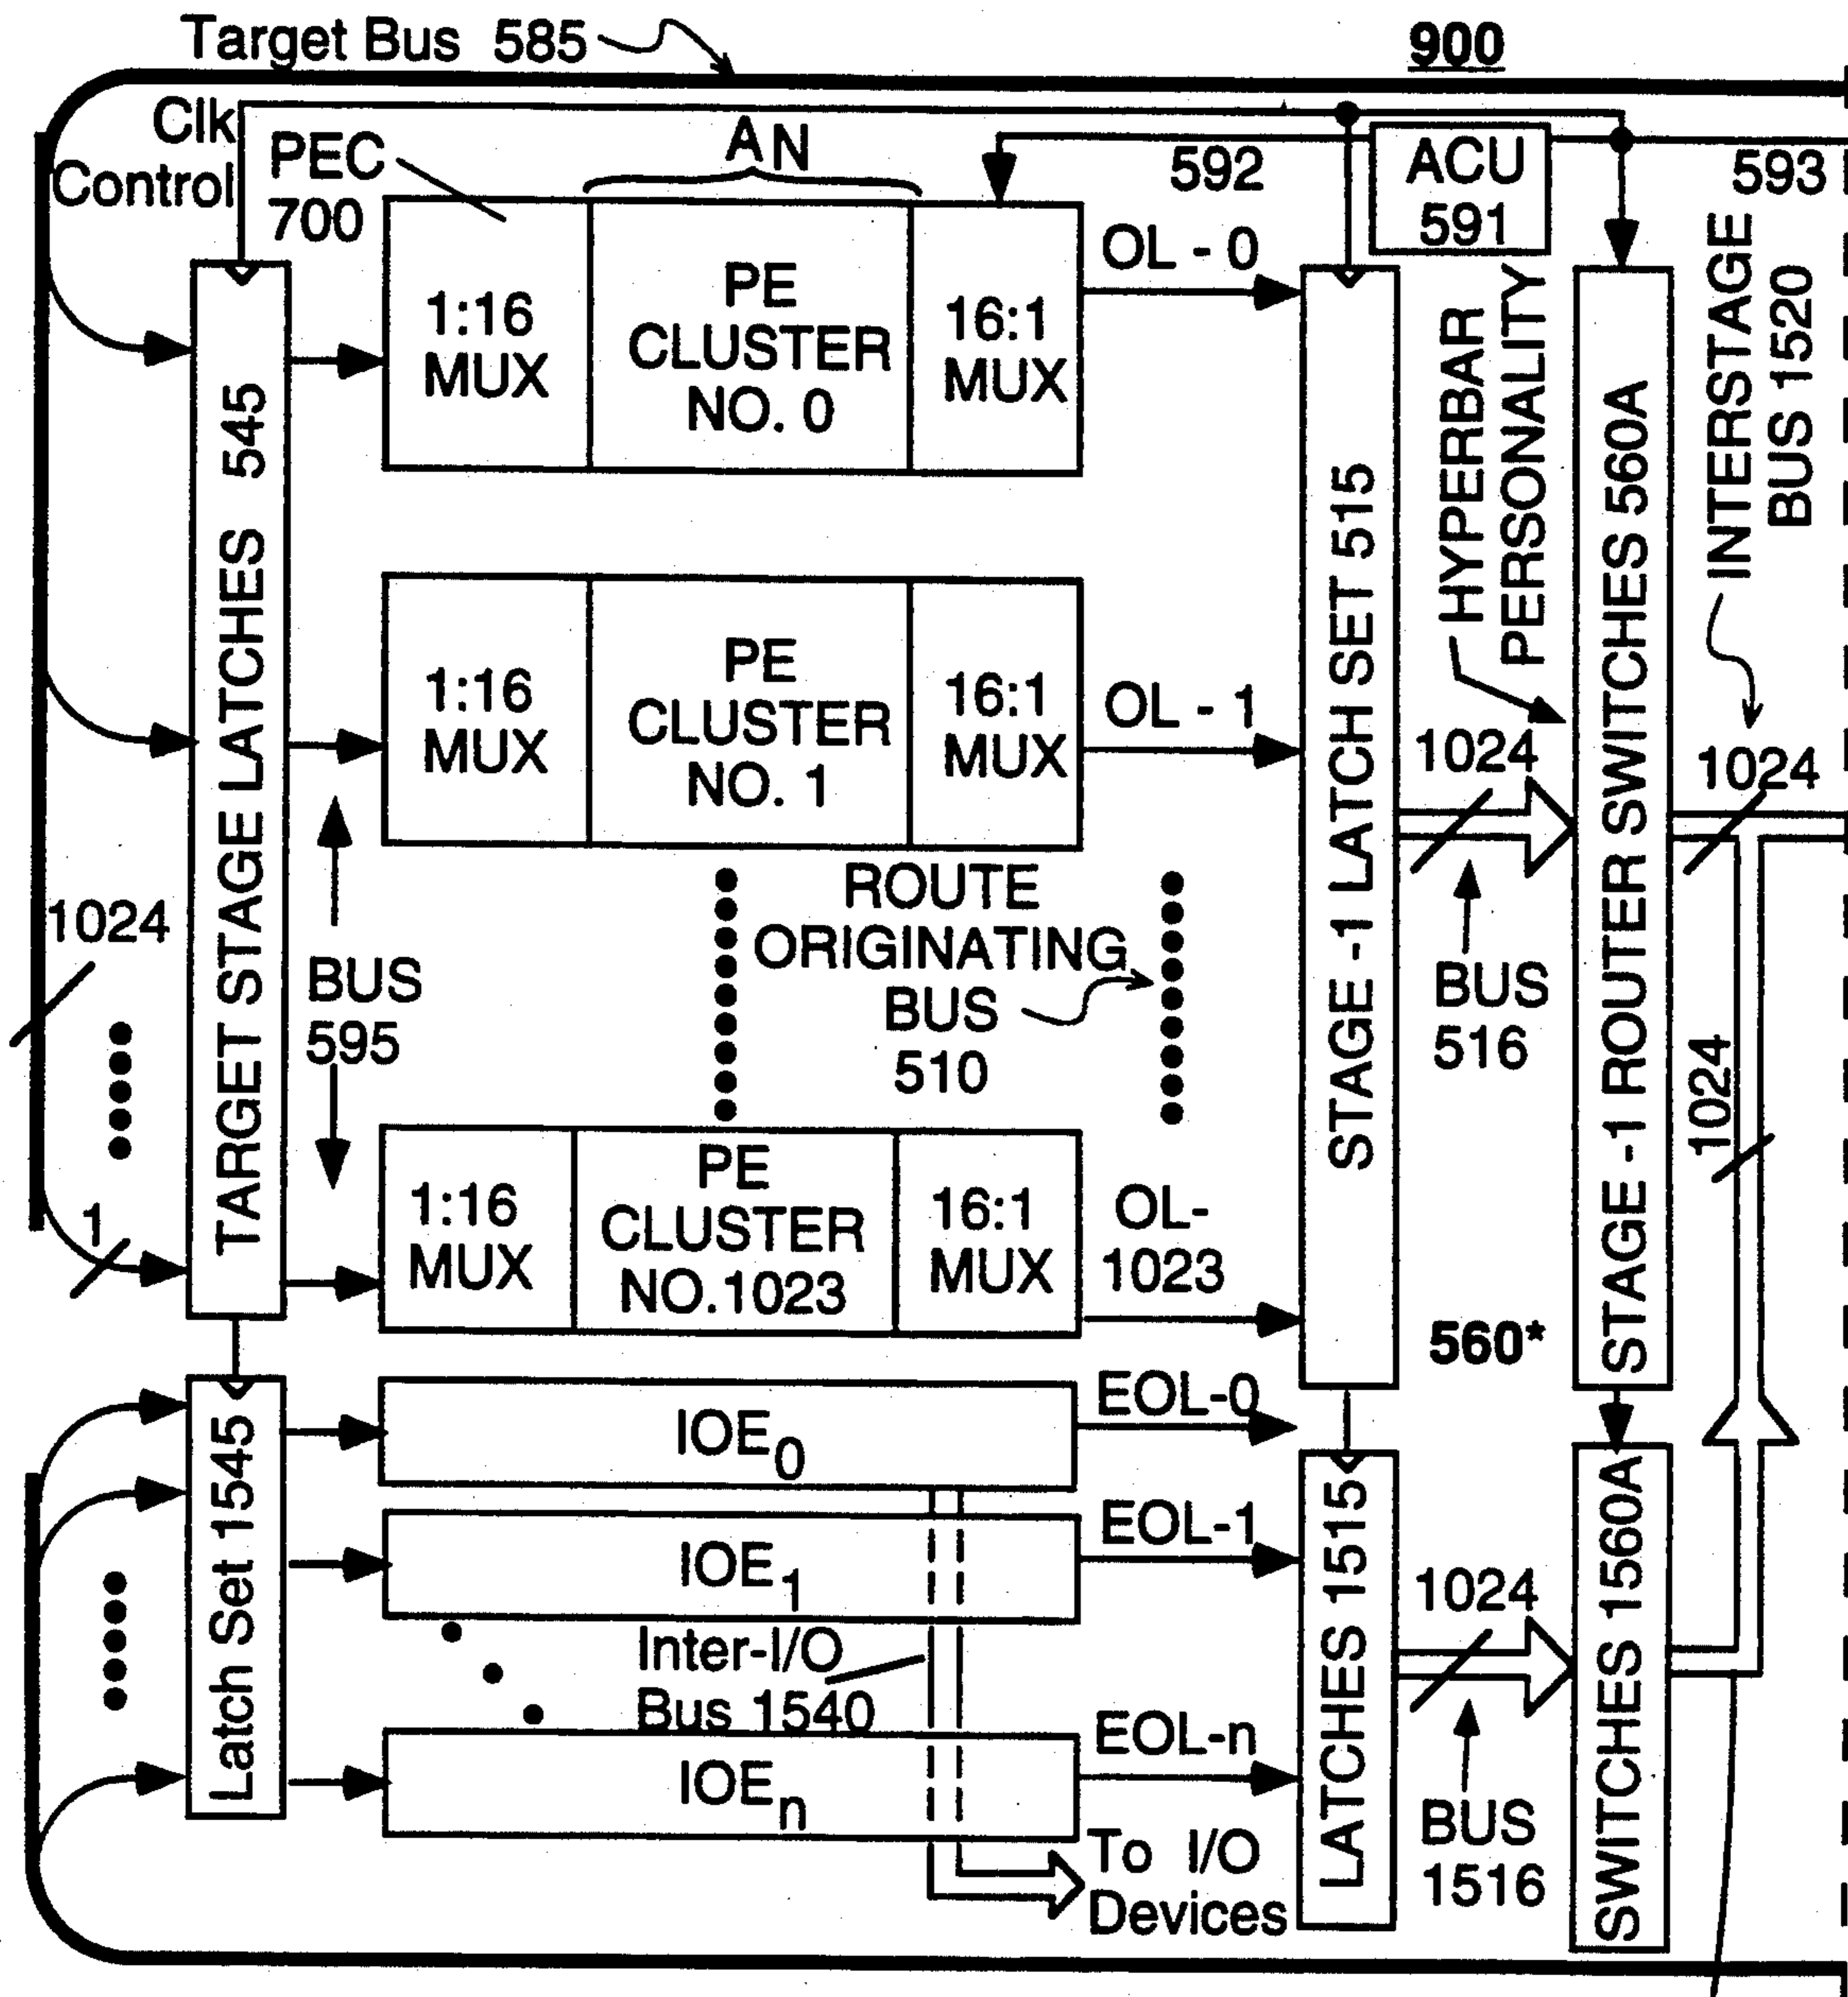 Target Bus 585
900
Clk
Control
PEC
700
AN
592
ACU
591
593
1:16
MUX
PE
CLUSTER
NO. 0
16:1
MUX
OL - 0
TARGET STAGE LATCHES 545
STAGE -1 LATCH SET 515
HYPERBAR
PERSONALITY
STAGE -1 ROUTER SWITCHES 560A
INTERSTAGE
BUS 1520
1:16
MUX
PE
CLUSTER
NO. 1
16:1
MUX
OL - 1
1024
1024
1024
BUS
595
ROUTE
ORIGINATING
BUS
510
BUS
516
1024
1
1:16
MUX
PE
CLUSTER
NO.1023
16:1
MUX
OL-
1023
560*
Latch Set 1545
IOE0
EOL-0
IOE1
EOL-1
Inter-I/O
Bus 1540
IOEn
EOL-n
LATCHES 1515
1024
SWITCHES 1560A
BUS
1516
To I/O
Devices